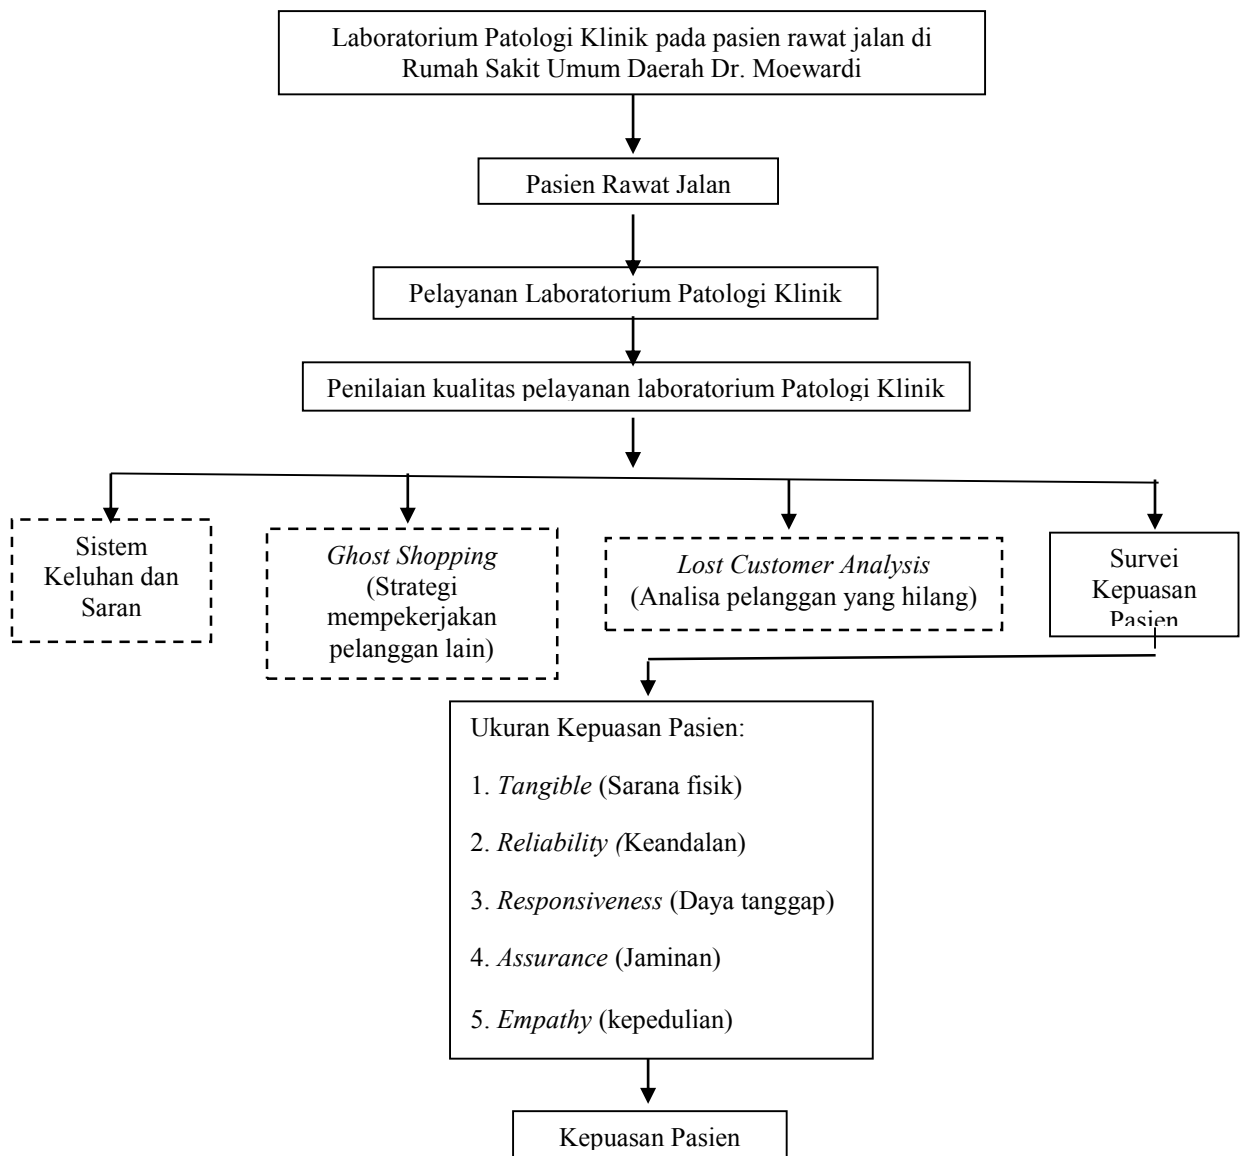 Laboratorium Patologi Klinik pada pasien rawat jalan di
Rumah Sakit Umum Daerah Dr. Moewardi
Pasien Rawat Jalan
Pelayanan Laboratorium Patologi Klinik
Penilaian kualitas pelayanan laboratorium Patologi Klinik
Sistem
Keluhan dan
Saran
Ghost Shopping
(Strategi
mempekerjakan
pelanggan lain)
Lost Customer Analysis
(Analisa pelanggan yang hilang)
Survei
Kepuasan
Pasien
Ukuran Kepuasan Pasien:
1. Tangible (Sarana fisik)
2. Reliability (Keandalan)
3. Responsiveness (Daya tanggap)
4. Assurance (Jaminan)
5. Empathy (kepedulian)
Kepuasan Pasien